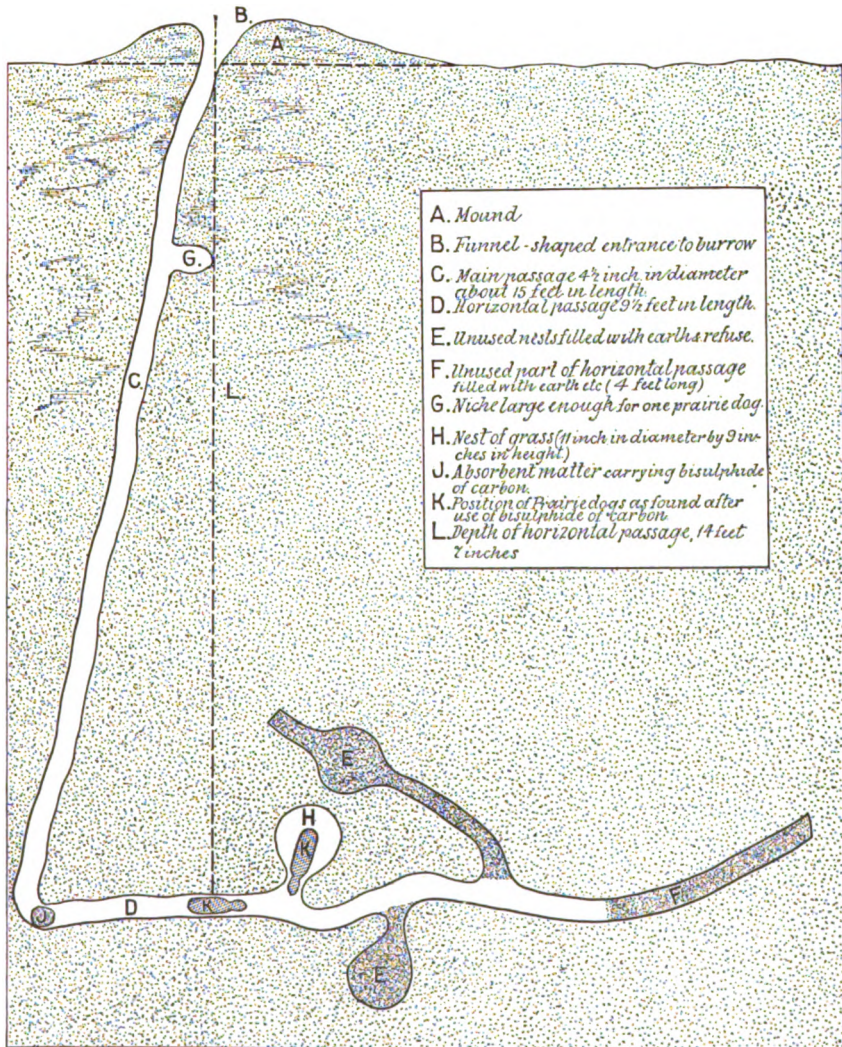 B.
A
G.
C.
L.
A. Mound
B. Funnel-shaped entrance to burrow
C. Main passage 4½ inch in diameter
about 15 feet in length.
D. Horizontal passage 9½ feet in length.
E. Unused nests filled with earth & refuse.
F. Unused part of horizontal passage
filled with earth etc (4 feet long)
G. Niche large enough for one prairie dog.
H. Nest of grass (11 inch in diameter by 9 in-
ches in height.)
J. Absorbent matter carrying bisulphide
of carbon.
K. Position of Prairie dogs as found after
use of bisulphide of carbon
L. Depth of horizontal passage, 14 feet
7 inches
E
H
K
J
D
K
F
E